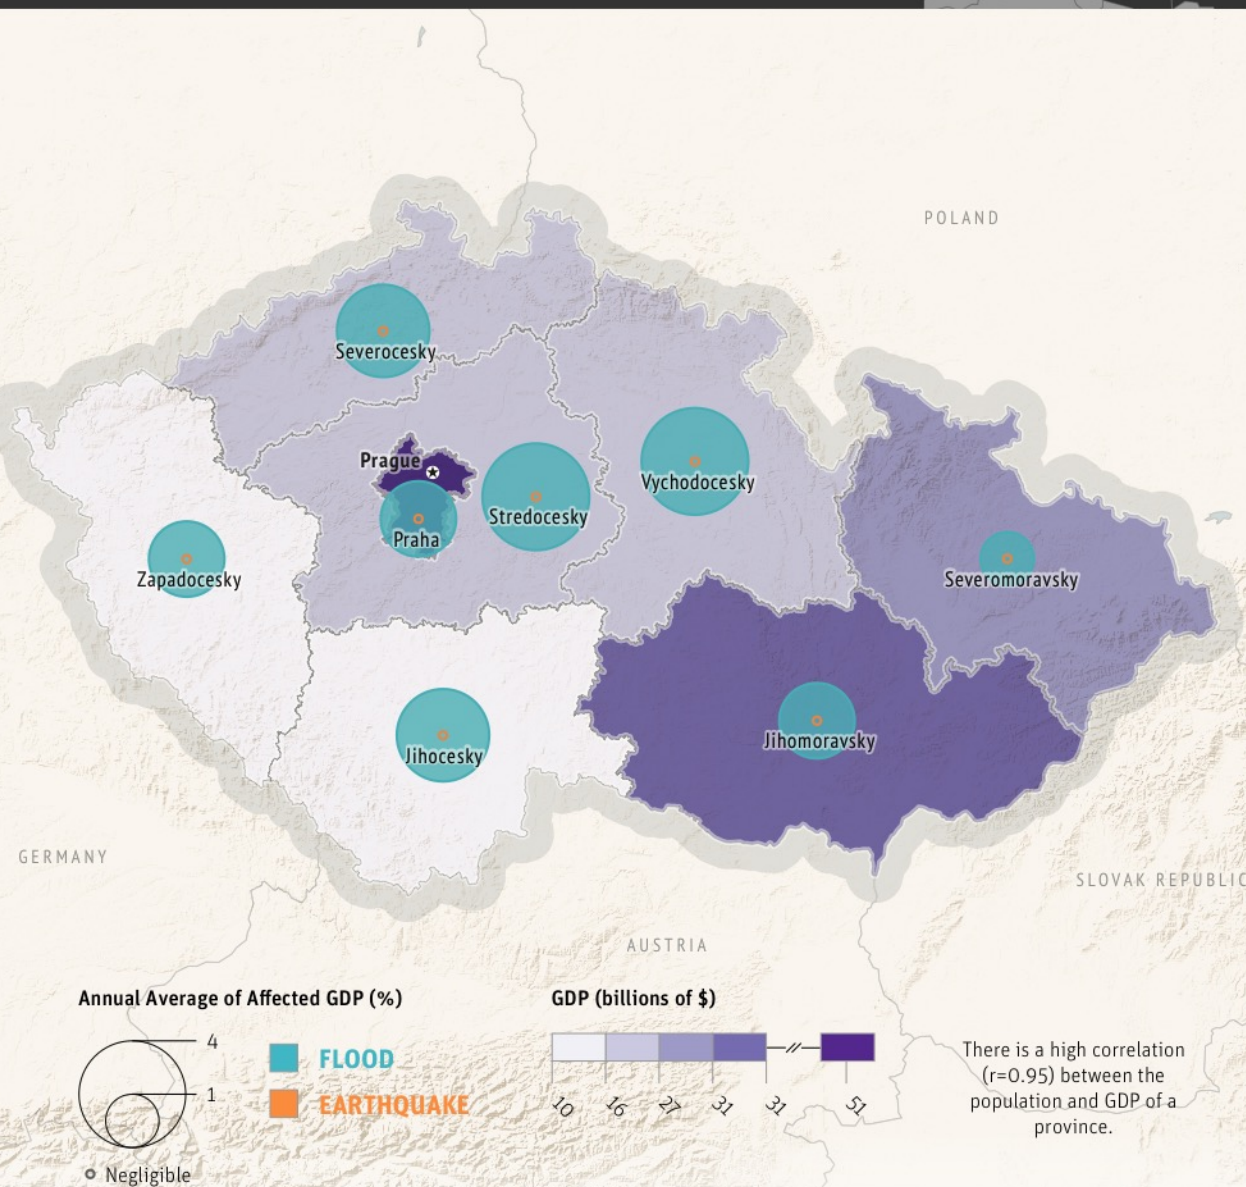 POLAND
Severocesky
Prague
Vychodocesky
Stredocesky
Praha
Zapadocesky
Severomoravsky
Jihomoravsky
Jihocesky
GERMANY
SLOVAK REPUBLIC
AUSTRIA
Annual Average of Affected GDP (%)
4
1
Negligible
FLOOD
EARTHQUAKE
GDP (billions of $)
10 16 27 31 31 51
There is a high correlation
(r=0.95) between the
population and GDP of a
province.